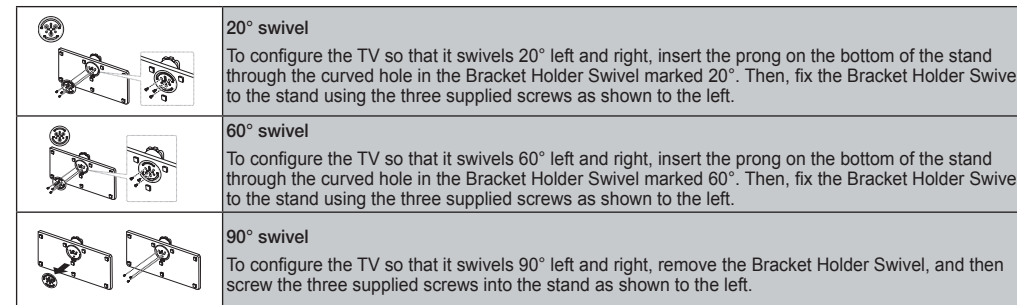 20° swivel
To configure the TV so that it swivels 20° left and right, insert the prong on the bottom of the stand
through the curved hole in the Bracket Holder Swivel marked 20°. Then, fix the Bracket Holder Swive
to the stand using the three supplied screws as shown to the left.
60° swivel
To configure the TV so that it swivels 60° left and right, insert the prong on the bottom of the stand
through the curved hole in the Bracket Holder Swivel marked 60°. Then, fix the Bracket Holder Swive
to the stand using the three supplied screws as shown to the left.
90° swivel
To configure the TV so that it swivels 90° left and right, remove the Bracket Holder Swivel, and then
screw the three supplied screws into the stand as shown to the left.